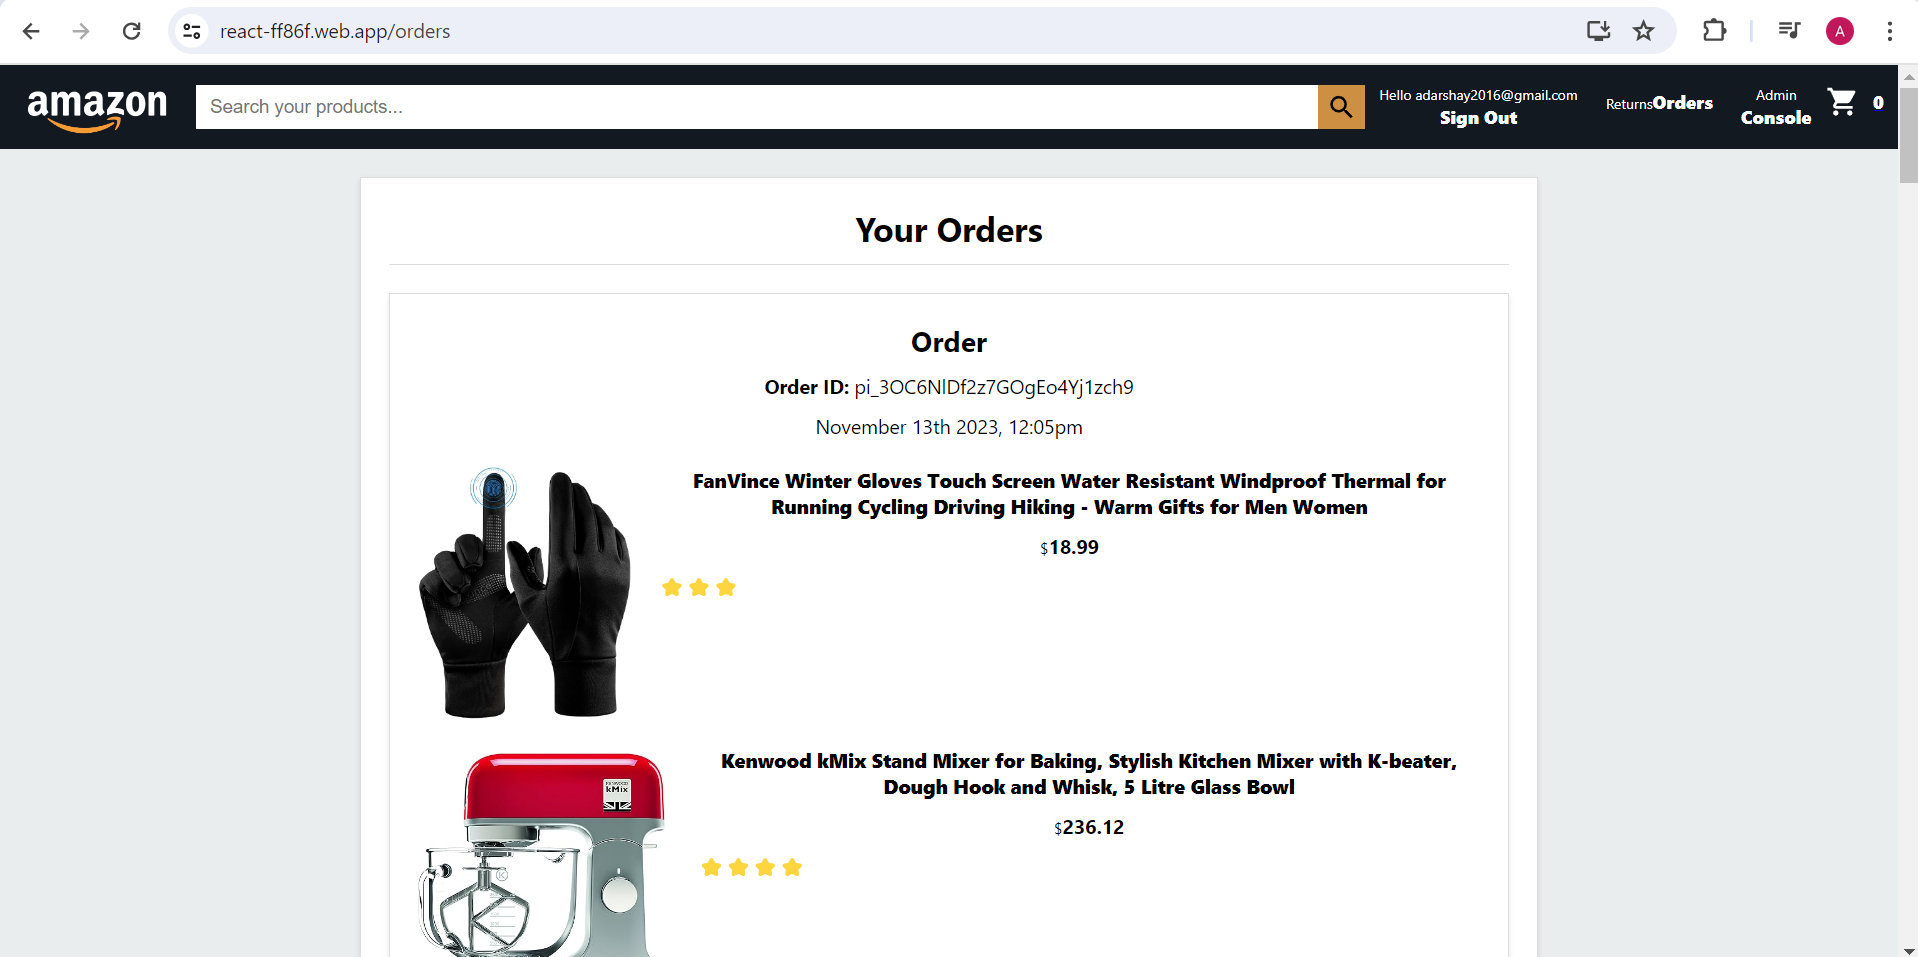 react-ff86f.web.app/orders
A
amazon
Search your products...
Hello adarshay2016@gmail.com
Sign Out
ReturnsOrders
Admin
Console
0
Your Orders
Order
Order ID: pi_3OC6NlDf2z7GOgEo4Yj1zch9
November 13th 2023, 12:05pm
FanVince Winter Gloves Touch Screen Water Resistant Windproof Thermal for
Running Cycling Driving Hiking - Warm Gifts for Men Women
$18.99
Kenwood kMix Stand Mixer for Baking, Stylish Kitchen Mixer with K-beater,
Dough Hook and Whisk, 5 Litre Glass Bowl
$236.12
KENWOOD
kMix
K